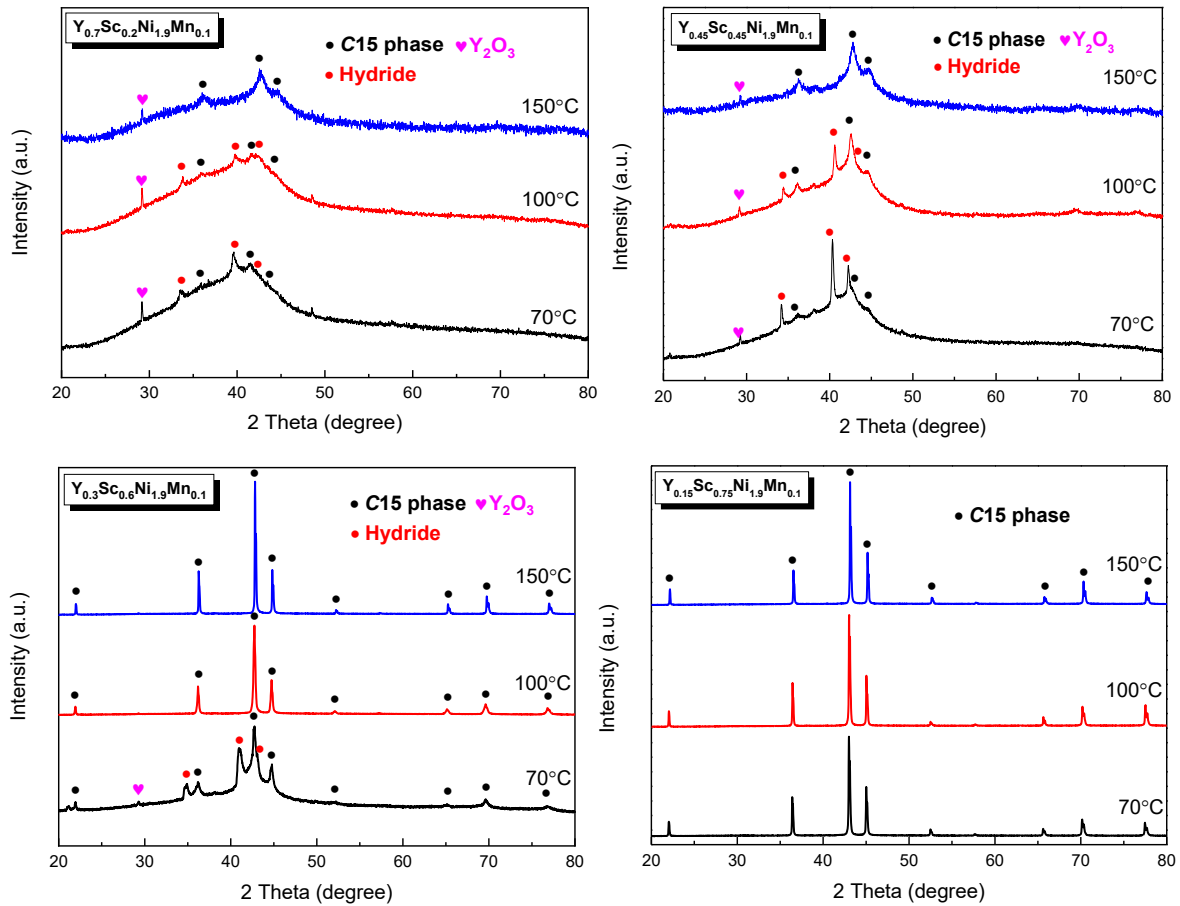 Y0.7Sc0.2Ni1.9Mn0.1
● C15 phase ♥Y2O3
● Hydride
150°C
100°C
70°C
Intensity (a.u.)
20 30 40 50 60 70 80
2 Theta (degree)
Y0.45Sc0.45Ni1.9Mn0.1
● C15 phase ♥Y2O3
● Hydride
150°C
100°C
70°C
Intensity (a.u.)
20 30 40 50 60 70 80
2 Theta (degree)
Y0.3Sc0.6Ni1.9Mn0.1
● C15 phase ♥Y2O3
● Hydride
150°C
100°C
70°C
Intensity (a.u.)
20 30 40 50 60 70 80
2 Theta (degree)
Y0.15Sc0.75Ni1.9Mn0.1
● C15 phase
150°C
100°C
70°C
Intensity (a.u.)
20 30 40 50 60 70 80
2 Theta (degree)